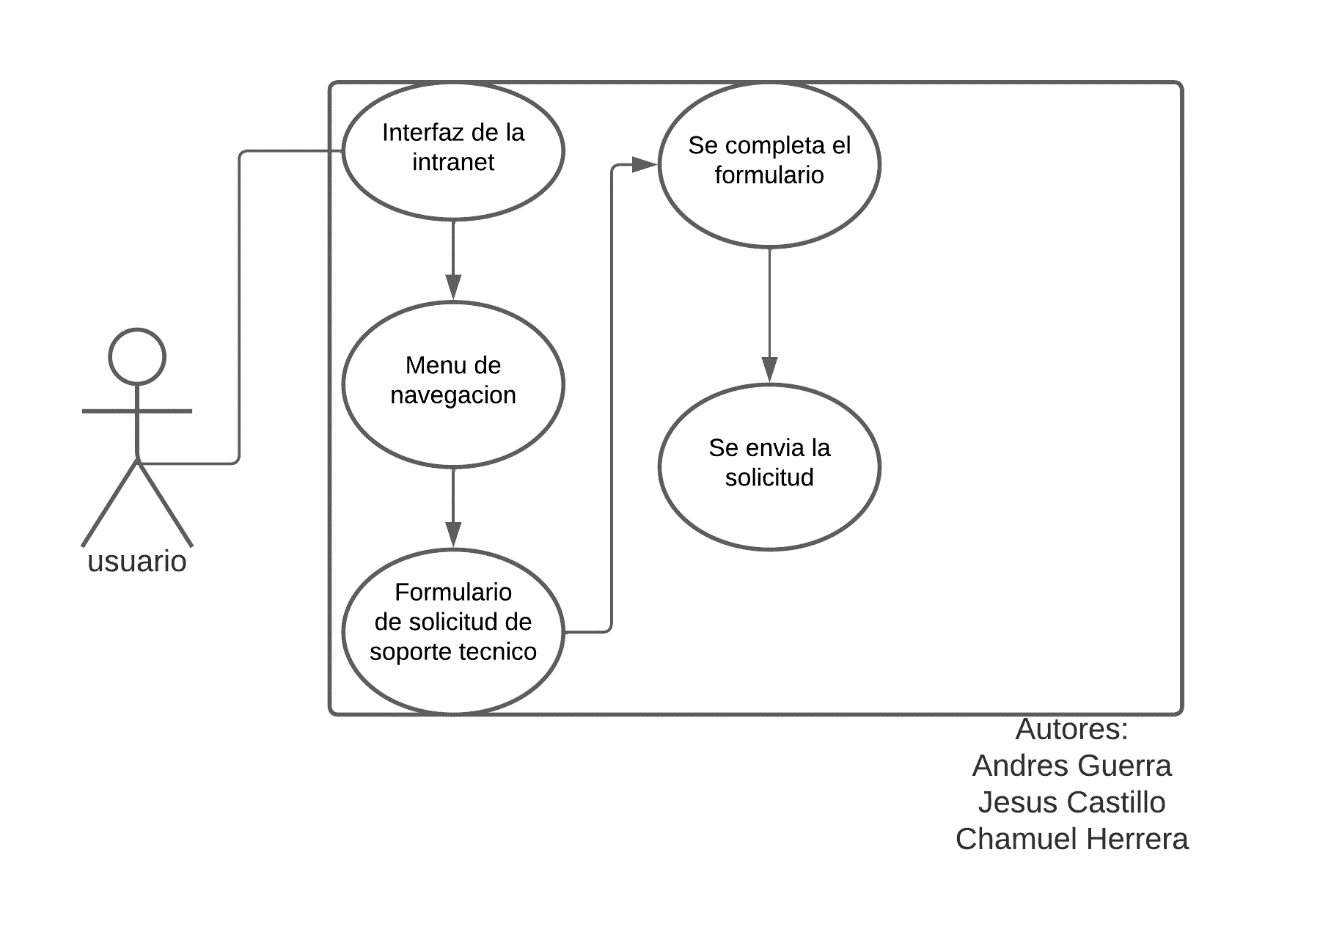 Interfaz de la
intranet
Menu de
navegacion
Formulario
de solicitud de
soporte tecnico
Se completa el
formulario
Se envia la
solicitud
usuario
Autores:
Andres Guerra
Jesus Castillo
Chamuel Herrera